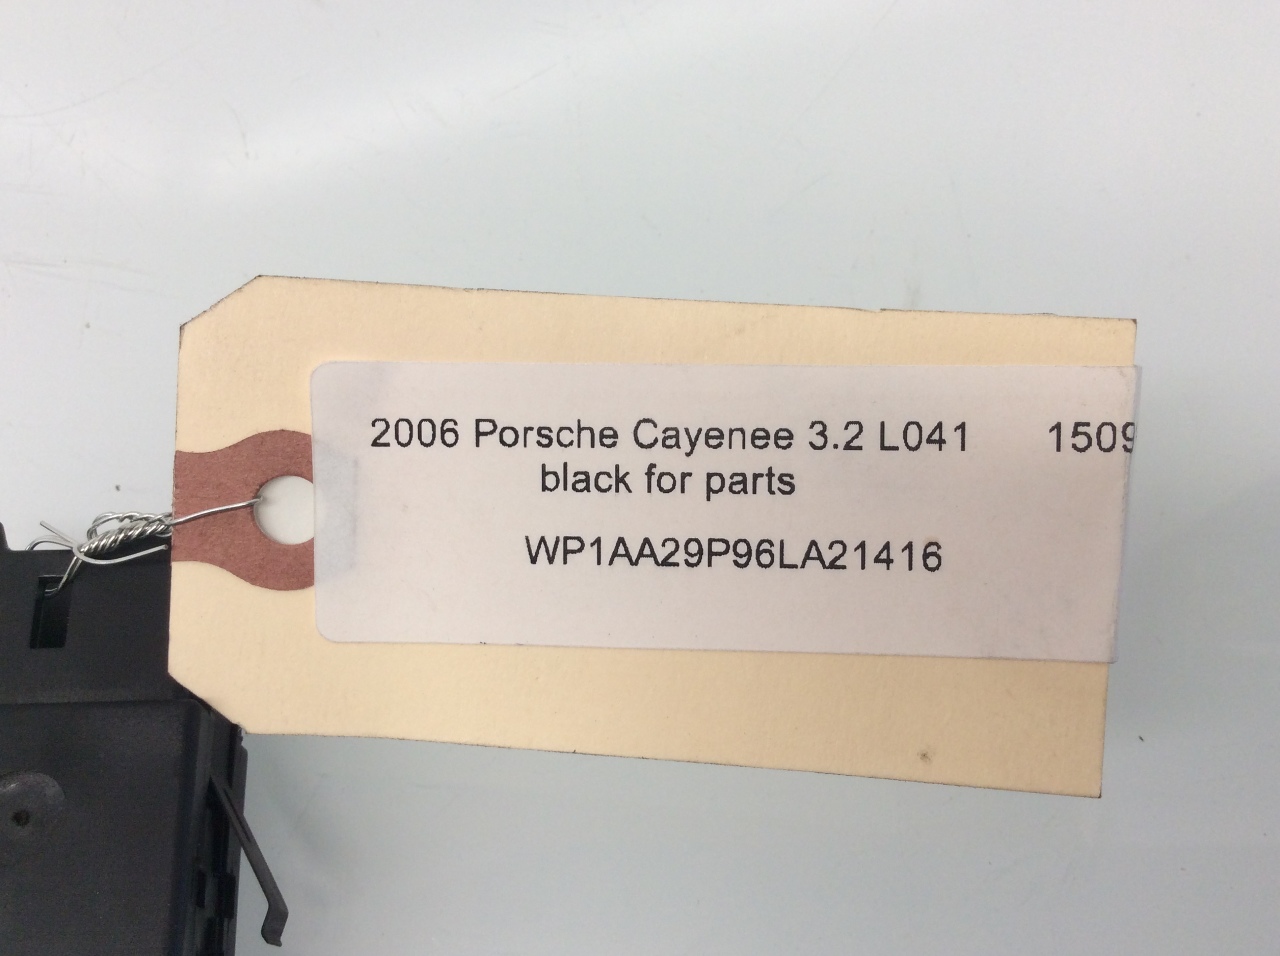 2006 Porsche Cayenee 3.2 L041 1509
black for parts
WP1AA29P96LA21416